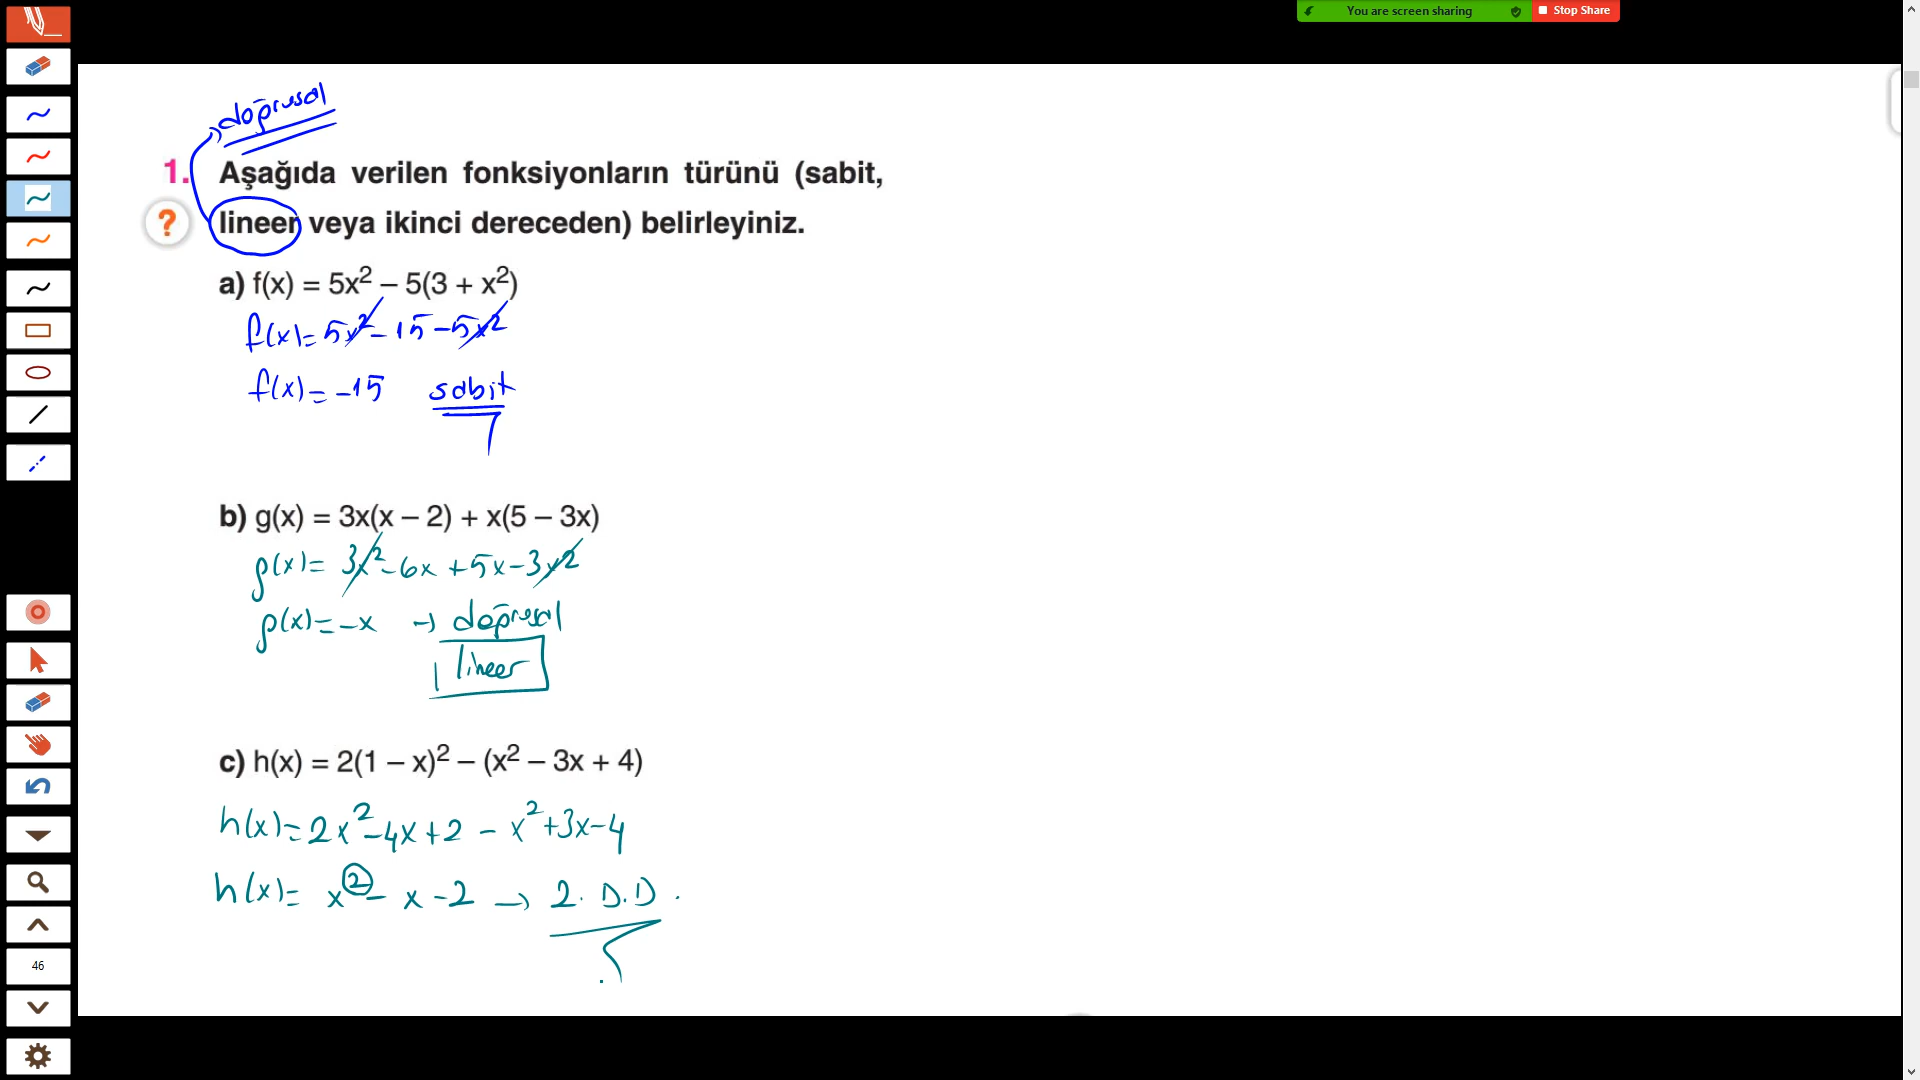 You are screen sharing
Stop Share
doğrusal
1. Aşağıda verilen fonksiyonların türünü (sabit,
? lineer veya ikinci dereceden) belirleyiniz.
a) f(x) = 5x² – 5(3 + x²)
f(x) = 5x² – 15 – 5x²
f(x) = –15 sabit
b) g(x) = 3x(x – 2) + x(5 – 3x)
g(x) = 3x² – 6x + 5x – 3x²
g(x) = –x → doğrusal
lineer
c) h(x) = 2(1 – x)² – (x² – 3x + 4)
h(x) = 2x² – 4x + 2 – x² + 3x – 4
h(x) = x² – x – 2 → 2. D.D.
46